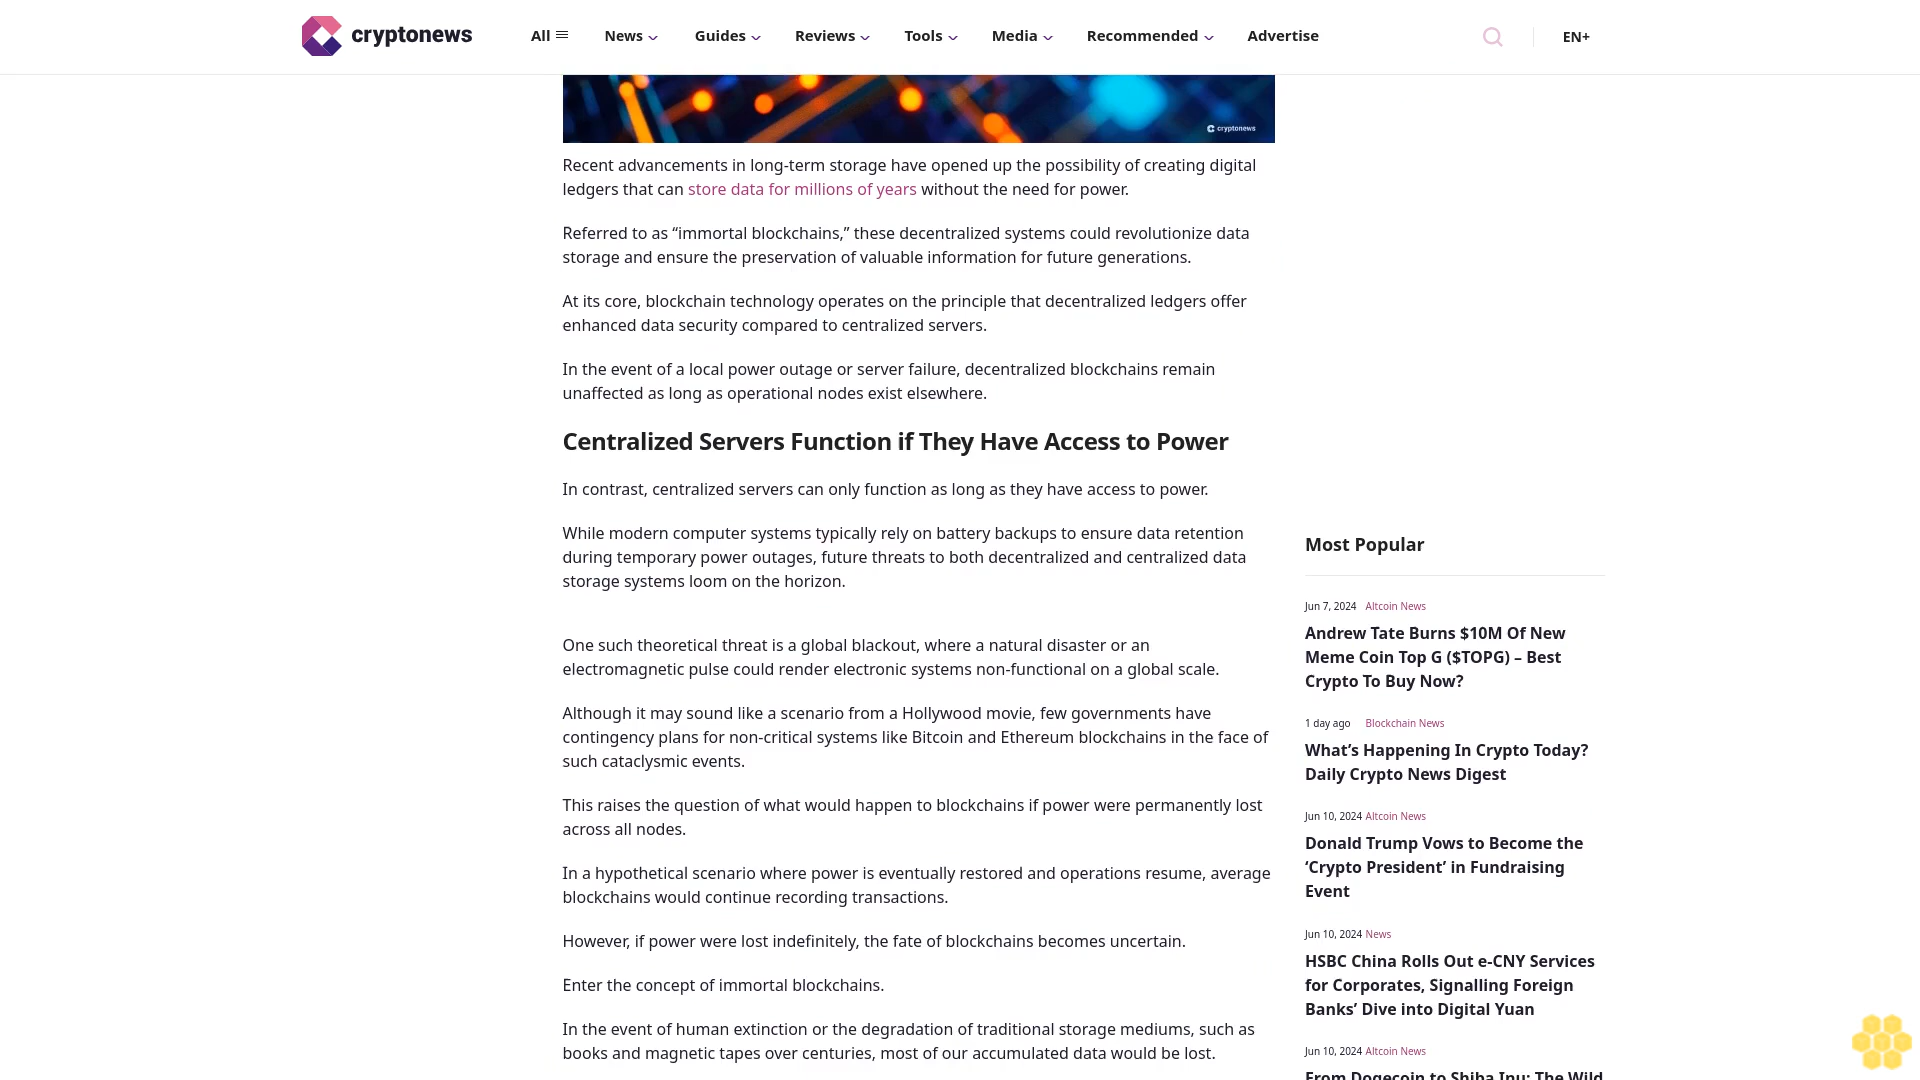 cryptonews
All
News
Guides
Reviews
Tools
Media
Recommended
Advertise
EN+
cryptonews
Recent advancements in long-term storage have opened up the possibility of creating digital
ledgers that can store data for millions of years without the need for power.
Referred to as “immortal blockchains,” these decentralized systems could revolutionize data
storage and ensure the preservation of valuable information for future generations.
At its core, blockchain technology operates on the principle that decentralized ledgers offer
enhanced data security compared to centralized servers.
In the event of a local power outage or server failure, decentralized blockchains remain
unaffected as long as operational nodes exist elsewhere.
Centralized Servers Function if They Have Access to Power
In contrast, centralized servers can only function as long as they have access to power.
While modern computer systems typically rely on battery backups to ensure data retention
during temporary power outages, future threats to both decentralized and centralized data
storage systems loom on the horizon.
One such theoretical threat is a global blackout, where a natural disaster or an
electromagnetic pulse could render electronic systems non-functional on a global scale.
Although it may sound like a scenario from a Hollywood movie, few governments have
contingency plans for non-critical systems like Bitcoin and Ethereum blockchains in the face of
such cataclysmic events.
This raises the question of what would happen to blockchains if power were permanently lost
across all nodes.
In a hypothetical scenario where power is eventually restored and operations resume, average
blockchains would continue recording transactions.
However, if power were lost indefinitely, the fate of blockchains becomes uncertain.
Enter the concept of immortal blockchains.
In the event of human extinction or the degradation of traditional storage mediums, such as
books and magnetic tapes over centuries, most of our accumulated data would be lost.
Most Popular
Jun 7, 2024 Altcoin News
Andrew Tate Burns $10M Of New
Meme Coin Top G ($TOPG) – Best
Crypto To Buy Now?
1 day ago Blockchain News
What’s Happening In Crypto Today?
Daily Crypto News Digest
Jun 10, 2024 Altcoin News
Donald Trump Vows to Become the
‘Crypto President’ in Fundraising
Event
Jun 10, 2024 News
HSBC China Rolls Out e-CNY Services
for Corporates, Signalling Foreign
Banks’ Dive into Digital Yuan
Jun 10, 2024 Altcoin News
From Dogecoin to Shiba Inu: The Wild